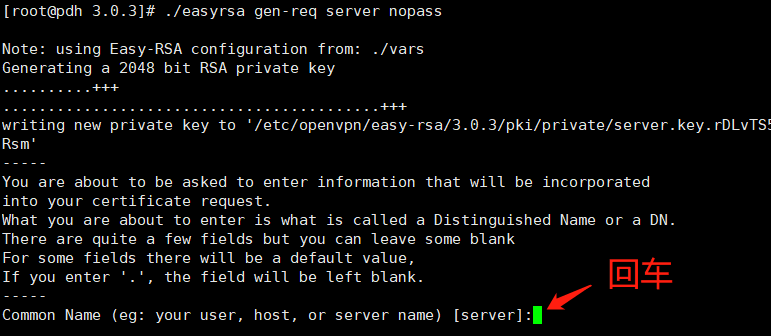 [root@pdh 3.0.3]# ./easyrsa gen-req server nopass
Note: using Easy-RSA configuration from: ./vars
Generating a 2048 bit RSA private key
..........+++
.........................................+++
writing new private key to '/etc/openvpn/easy-rsa/3.0.3/pki/private/server.key.rDLvTS5
Rsm'
-----
You are about to be asked to enter information that will be incorporated
into your certificate request.
What you are about to enter is what is called a Distinguished Name or a DN.
There are quite a few fields but you can leave some blank
For some fields there will be a default value,
If you enter '.', the field will be left blank.
-----
Common Name (eg: your user, host, or server name) [server]:
回车